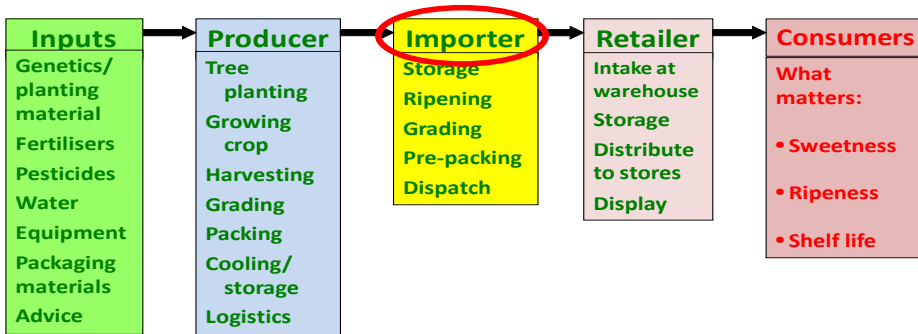 Inputs
Genetics/
planting
material
Fertilisers
Pesticides
Water
Equipment
Packaging
materials
Advice
Producer
Tree
planting
Growing
crop
Harvesting
Grading
Packing
Cooling/
storage
Logistics
Importer
Storage
Ripening
Grading
Pre-packing
Dispatch
Retailer
Intake at
warehouse
Storage
Distribute
to stores
Display
Consumers
What
matters:
• Sweetness
• Ripeness
• Shelf life